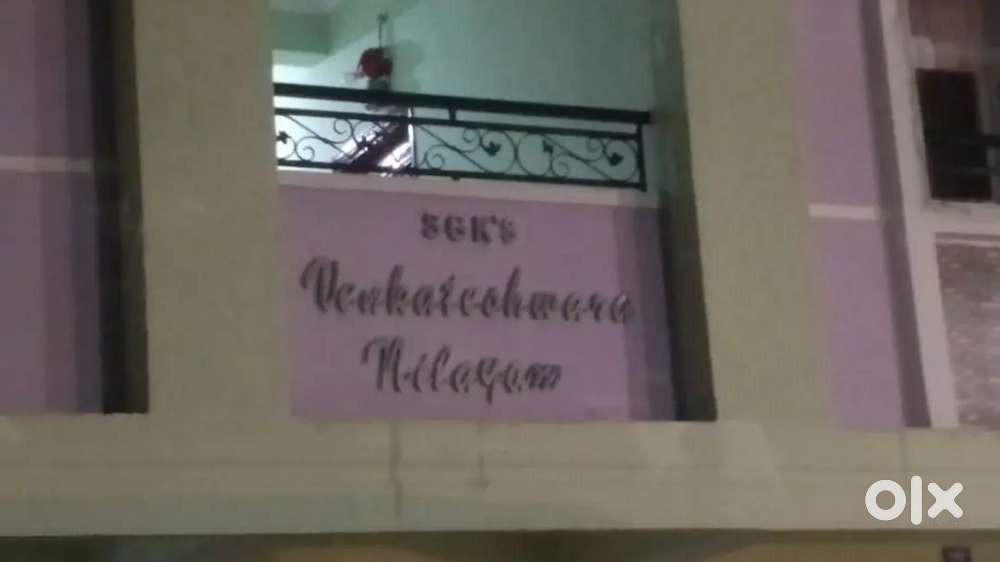 SGK'S
Venkateshwara
Nilayam
olx